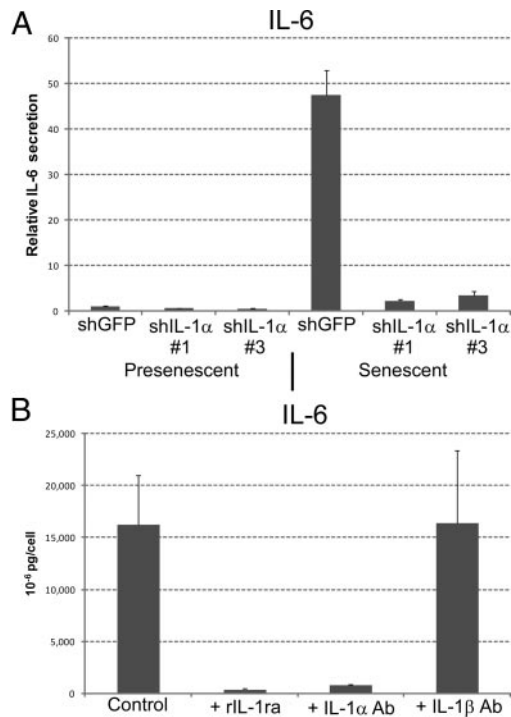 A
IL-6
Relative IL-6 secretion
60
50
40
30
20
10
0
shGFP
shIL-1α
#1
shIL-1α
#3
shGFP
shIL-1α
#1
shIL-1α
#3
Presenescent
Senescent
B
IL-6
10⁻⁶ pg/cell
25,000
20,000
15,000
10,000
5,000
0
Control
+ rIL-1ra
+ IL-1α Ab
+ IL-1β Ab